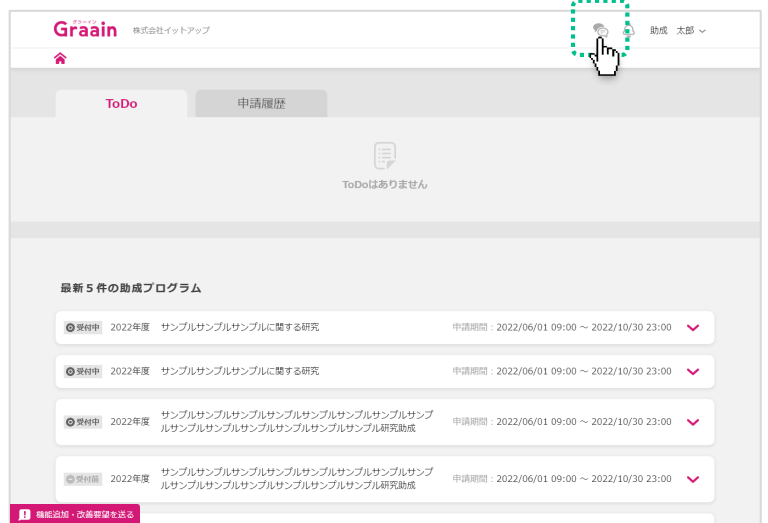 グラーイン
Graain 株式会社イットアップ 助成 太郎
ToDo 申請履歴
ToDoはありません
最新５件の助成プログラム
受付中 2022年度 サンプルサンプルサンプルに関する研究 申請期間：2022/06/01 09:00 ～ 2022/10/30 23:00
受付中 2022年度 サンプルサンプルサンプルに関する研究 申請期間：2022/06/01 09:00 ～ 2022/10/30 23:00
受付中 2022年度 サンプルサンプルサンプルサンプルサンプルサンプルサンプルサンプ
ルサンプルサンプルサンプルサンプルサンプルサンプル研究助成 申請期間：2022/06/01 09:00 ～ 2022/10/30 23:00
受付前 2022年度 サンプルサンプルサンプルサンプルサンプルサンプルサンプルサンプ
ルサンプルサンプルサンプルサンプルサンプルサンプル研究助成 申請期間：2022/06/01 09:00 ～ 2022/10/30 23:00
機能追加・改善要望を送る